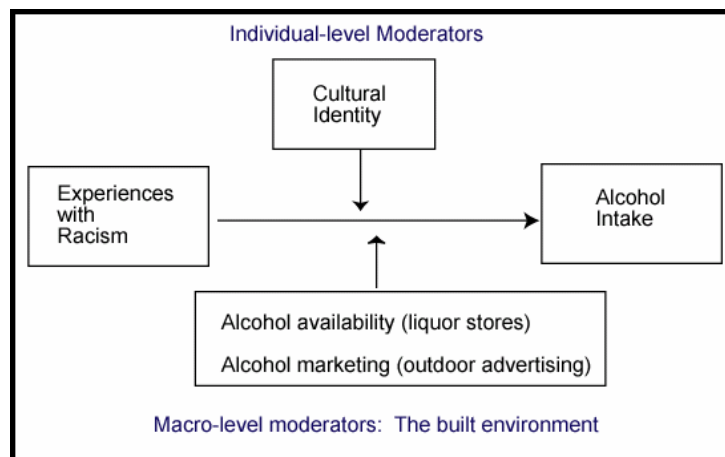 Individual-level Moderators
Cultural
Identity
Experiences
with
Racism
Alcohol
Intake
Alcohol availability (liquor stores)
Alcohol marketing (outdoor advertising)
Macro-level moderators:  The built environment